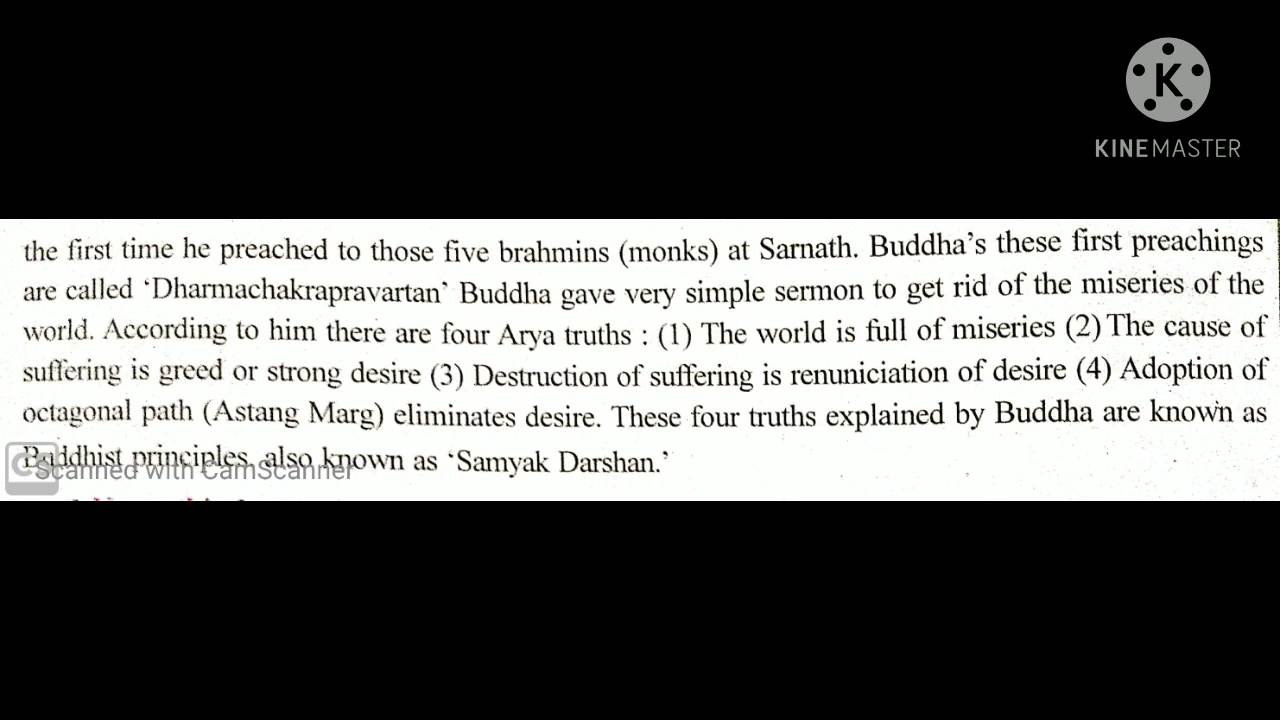 K
KINEMASTER
the first time he preached to those five brahmins (monks) at Sarnath. Buddha's these first preachings
are called 'Dharmachakrapravartan' Buddha gave very simple sermon to get rid of the miseries of the
world. According to him there are four Arya truths : (1) The world is full of miseries (2) The cause of
suffering is greed or strong desire (3) Destruction of suffering is renuniciation of desire (4) Adoption of
octagonal path (Astang Marg) eliminates desire. These four truths explained by Buddha are known as
Buddhist principles, also known as 'Samyak Darshan.'
CS Scanned with CamScanner